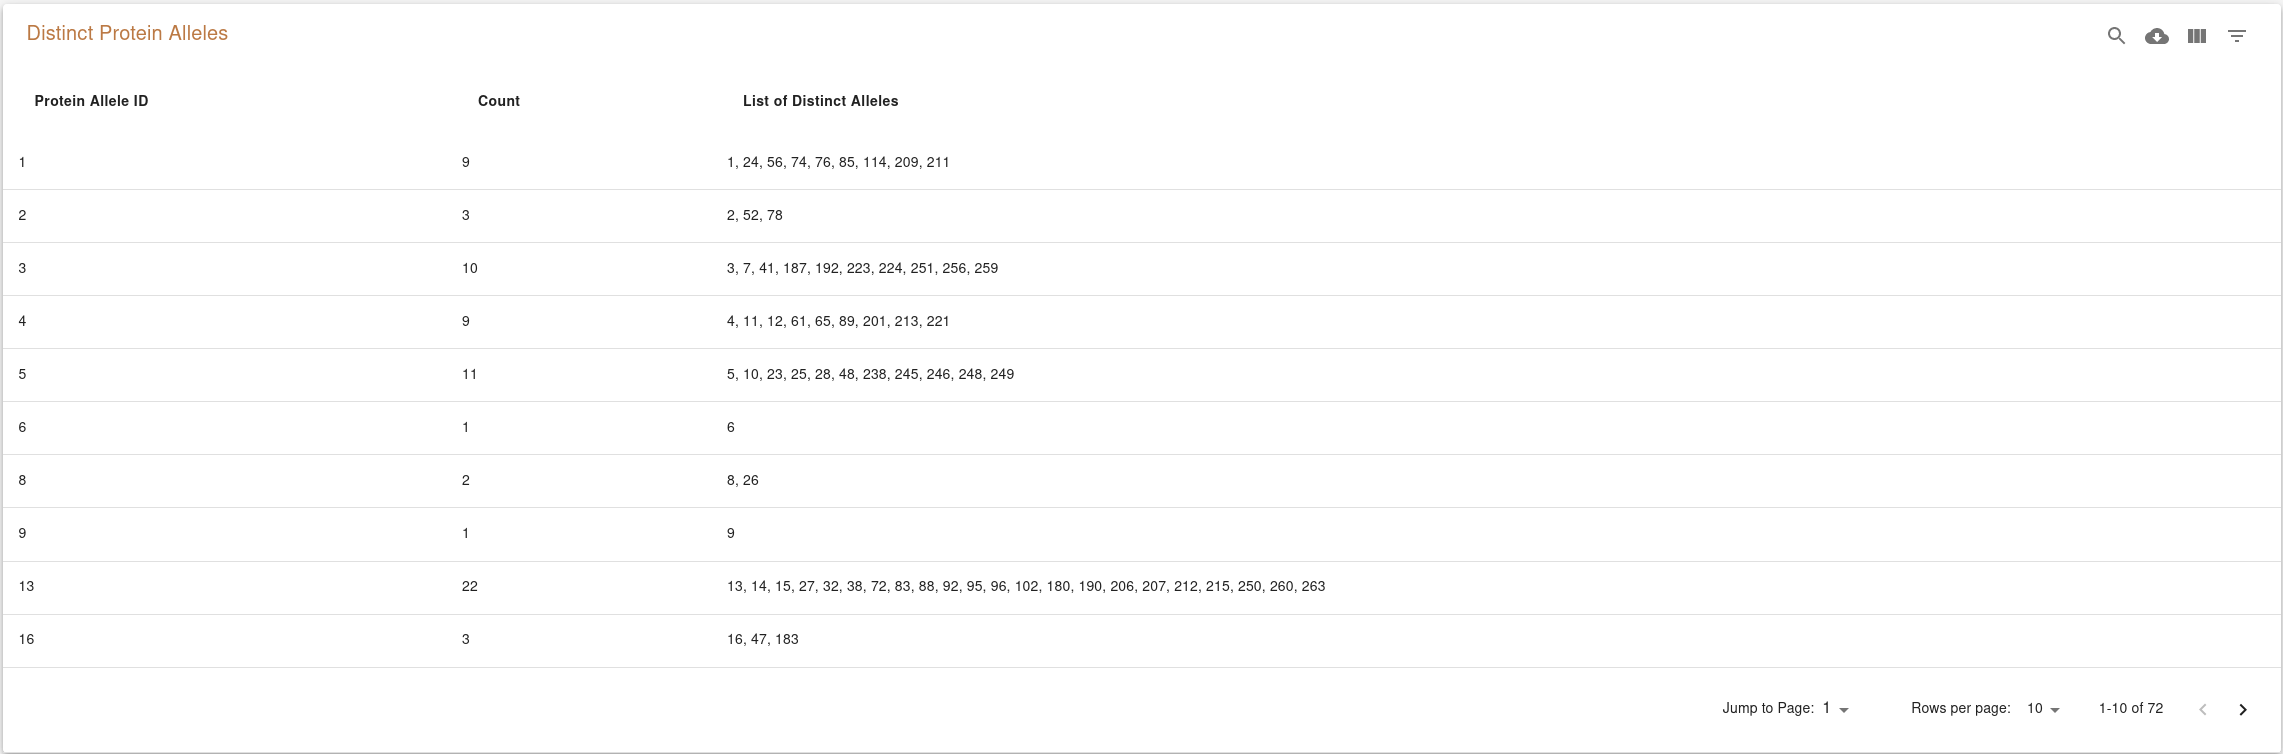 Distinct Protein Alleles
Protein Allele ID Count List of Distinct Alleles
1 9 1, 24, 56, 74, 76, 85, 114, 209, 211
2 3 2, 52, 78
3 10 3, 7, 41, 187, 192, 223, 224, 251, 256, 259
4 9 4, 11, 12, 61, 65, 89, 201, 213, 221
5 11 5, 10, 23, 25, 28, 48, 238, 245, 246, 248, 249
6 1 6
8 2 8, 26
9 1 9
13 22 13, 14, 15, 27, 32, 38, 72, 83, 88, 92, 95, 96, 102, 180, 190, 206, 207, 212, 215, 250, 260, 263
16 3 16, 47, 183
Jump to Page: 1 Rows per page: 10 1-10 of 72